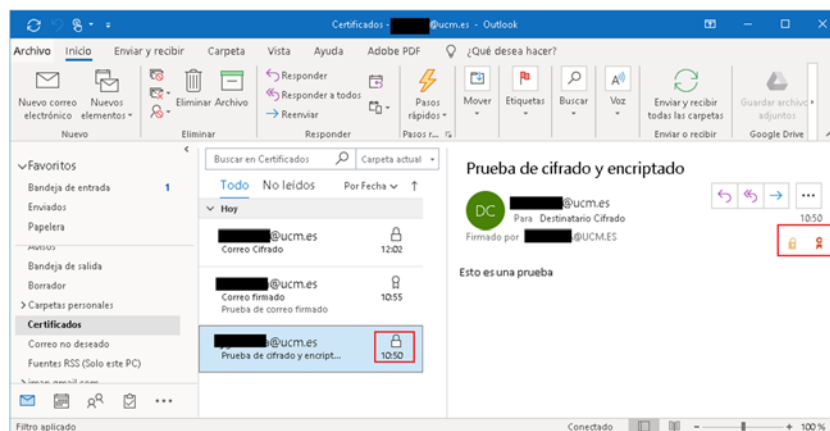 Certificados - @ucm.es - Outlook
Archivo Inicio Enviar y recibir Carpeta Vista Ayuda Adobe PDF ¿Qué desea hacer?
Nuevo correo electrónico
Nuevos elementos
Nuevo
Eliminar
Archivo
Eliminar
Responder
Responder a todos
Reenviar
Responder
Pasos rápidos
Pasos r...
Mover
Etiquetas
Buscar
Voz
Enviar y recibir todas las carpetas
Enviar o recibir
Guardar archivos adjuntos
Google Drive
Favoritos
Bandeja de entrada 1
Enviados
Papelera
Avisos
Bandeja de salida
Borrador
Carpetas personales
Certificados
Correo no deseado
Fuentes RSS (Solo este PC)
Buscar en Certificados Carpeta actual
Todo No leídos Por Fecha
Hoy
@ucm.es
Correo Cifrado 12:02
@ucm.es
Correo firmado 10:55
Prueba de correo firmado
@ucm.es
Prueba de cifrado y encript... 10:50
Prueba de cifrado y encriptado
DC
@ucm.es
Para Destinatario Cifrado 10:50
Firmado por @UCM.ES
Esto es una prueba
Filtro aplicado Conectado 100 %